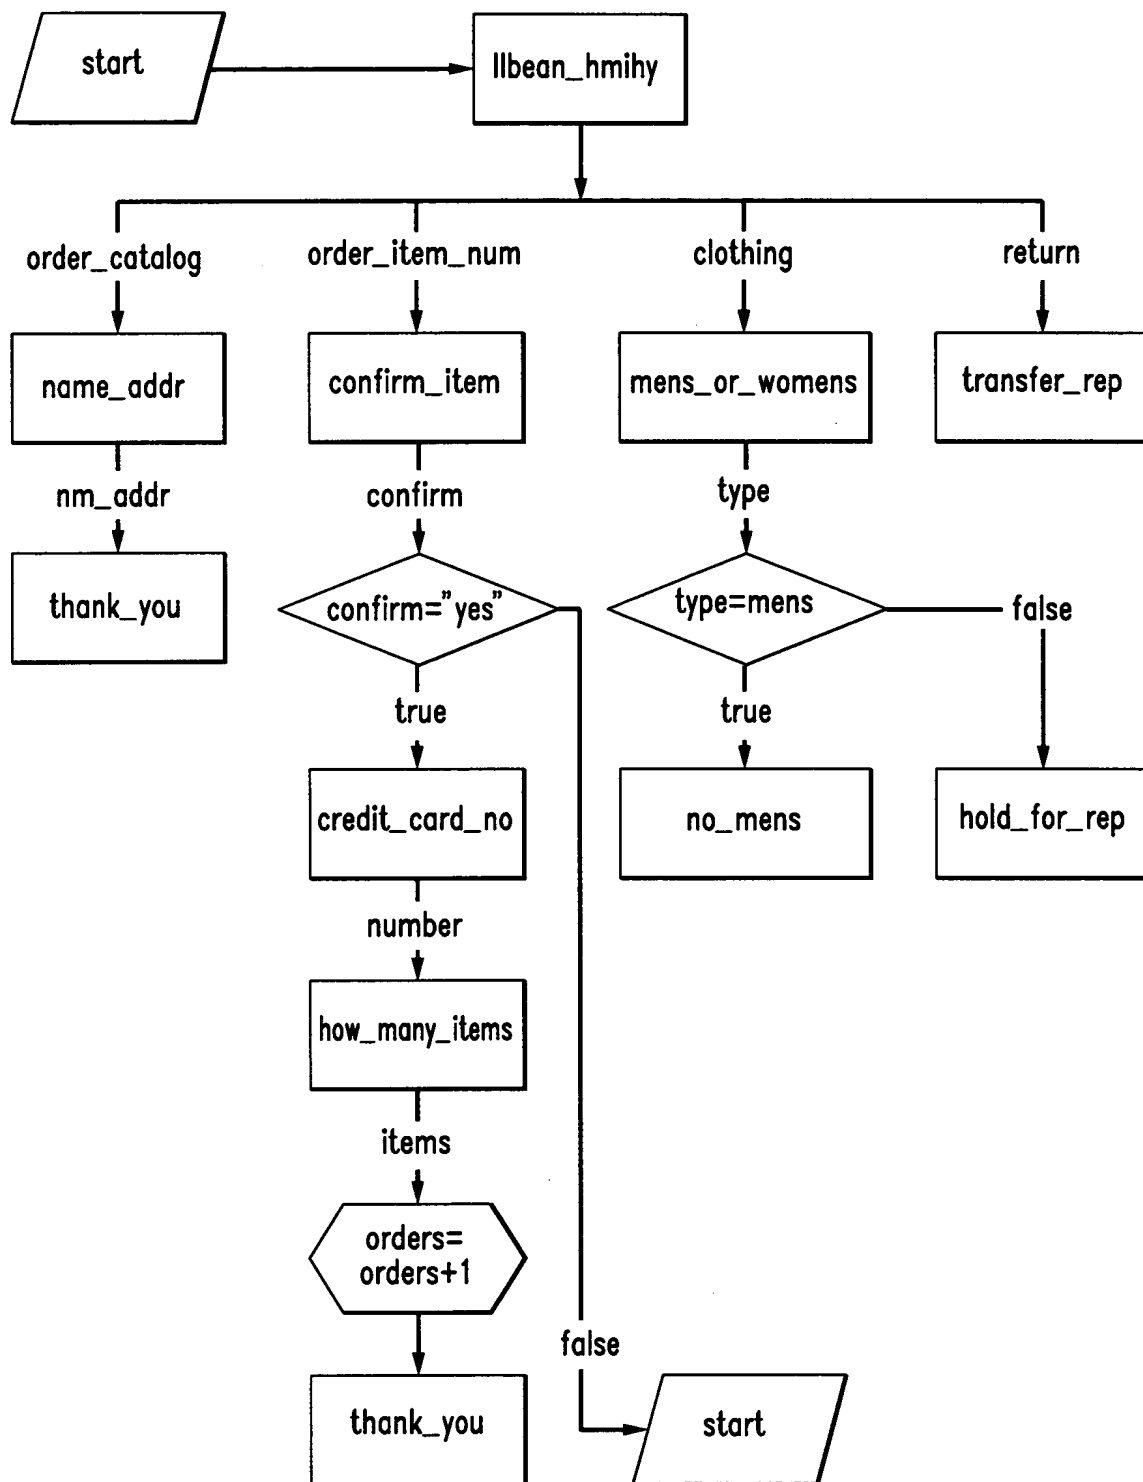 start
llbean_hmihy
order_catalog
order_item_num
clothing
return
name_addr
confirm_item
mens_or_womens
transfer_rep
nm_addr
confirm
type
thank_you
confirm="yes"
type=mens
false
true
true
credit_card_no
no_mens
hold_for_rep
number
how_many_items
items
orders=
orders+1
false
thank_you
start